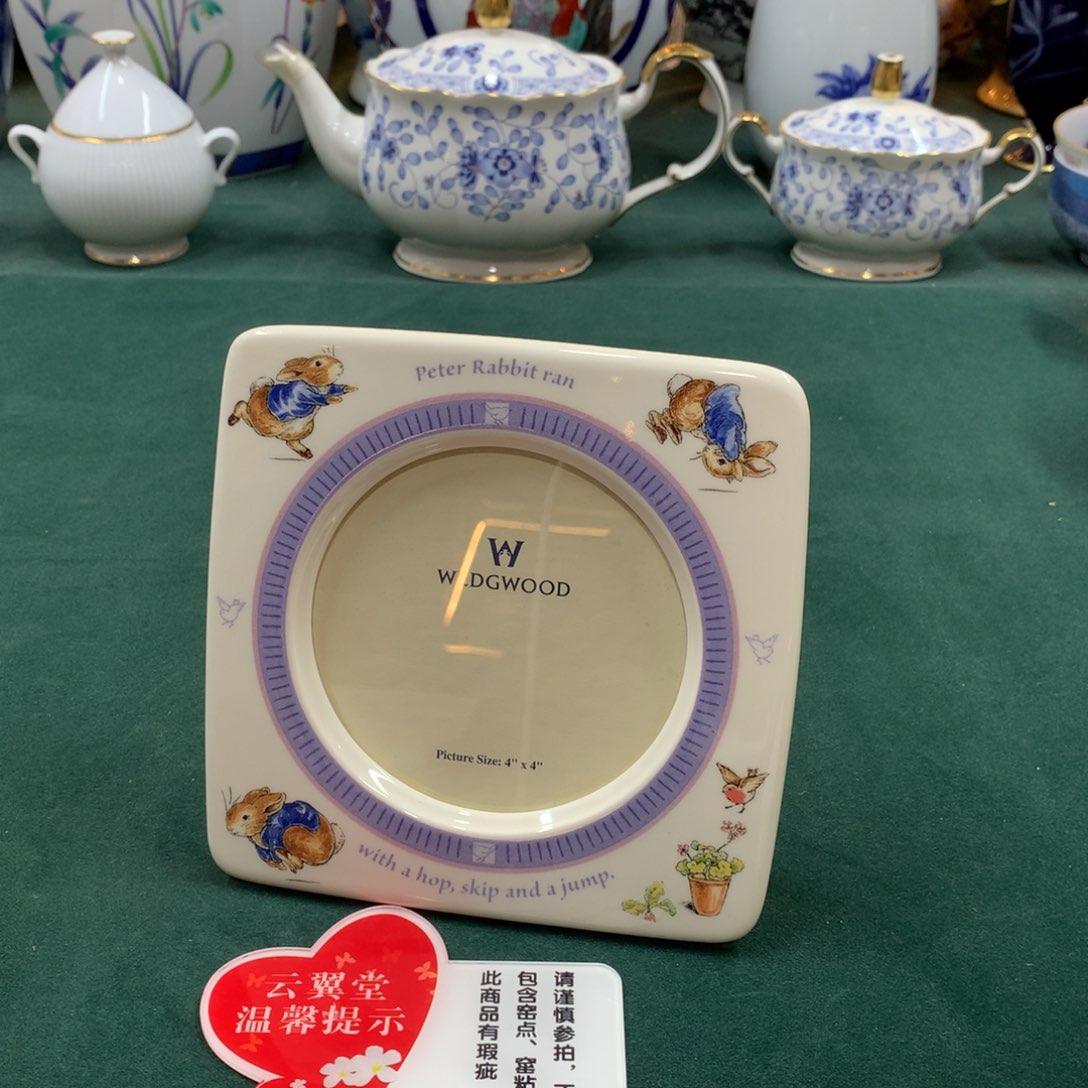 Peter Rabbit ran
WEDGWOOD
Picture Size: 4" x 4"
with a hop, skip and a jump.
云翼堂
温馨提示
请谨慎参拍，
包含窑点、窑粘
此商品有瑕疵